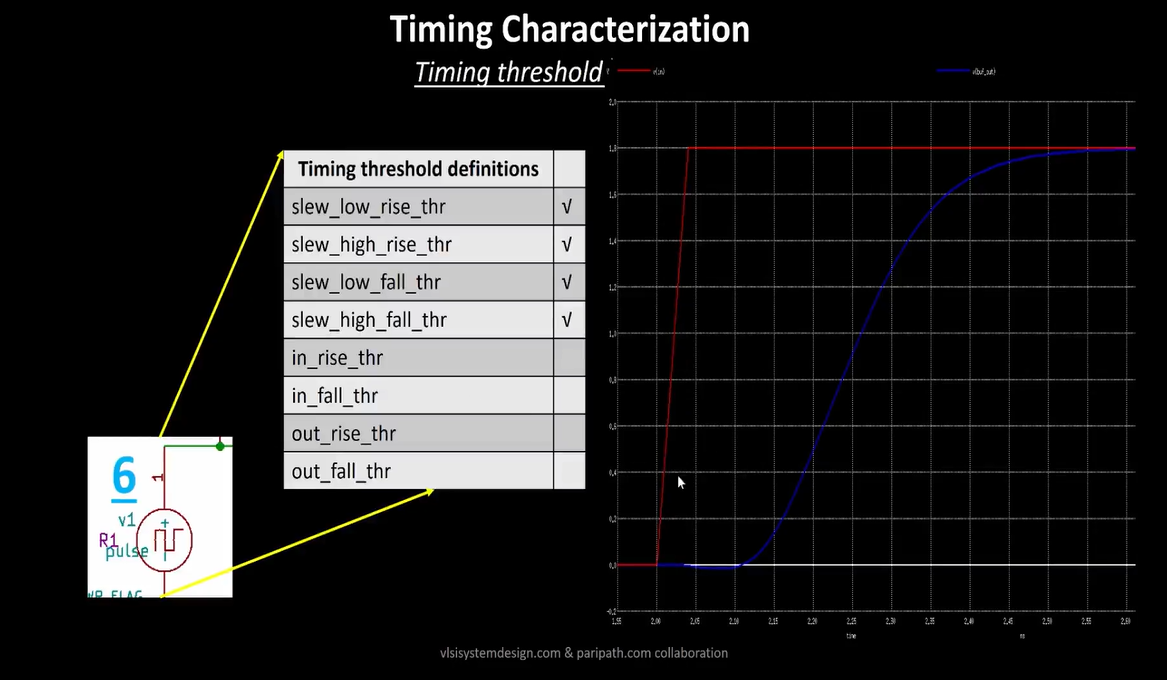 Timing Characterization
Timing threshold
v(in)
v(buf_out)
Timing threshold definitions
slew_low_rise_thr √
slew_high_rise_thr √
slew_low_fall_thr √
slew_high_fall_thr √
in_rise_thr
in_fall_thr
out_rise_thr
out_fall_thr
6
1
v1
+
R1
pulse
2.0
1.8
1.6
1.4
1.2
1.0
0.8
0.6
0.4
0.2
0.0
-0.2
1.95 2.00 2.05 2.10 2.15 2.20 2.25 2.30 2.35 2.40 2.45 2.50 2.55 2.60
time ns
vlsisystemdesign.com & paripath.com collaboration